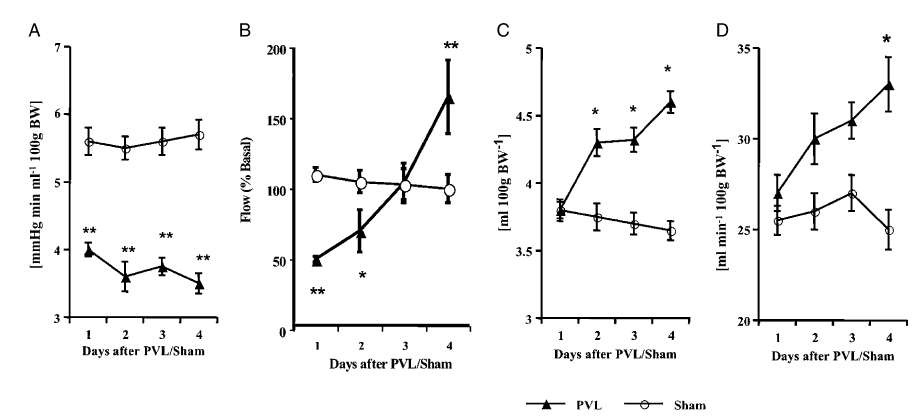 A
7
6
5
4
3
[mmHg min ml⁻¹ 100g BW]
**
**
**
**
1 2 3 4
Days after PVL/Sham
B
200
150
100
50
0
Flow (% Basal)
**
*
**
1 2 3 4
Days after PVL/Sham
C
5
4.5
4
3.5
3
[ml 100g BW⁻¹]
*
*
*
1 2 3 4
Days after PVL/Sham
D
35
30
25
20
[ml min⁻¹ 100g BW⁻¹]
*
1 2 3 4
Days after PVL/Sham
PVL Sham